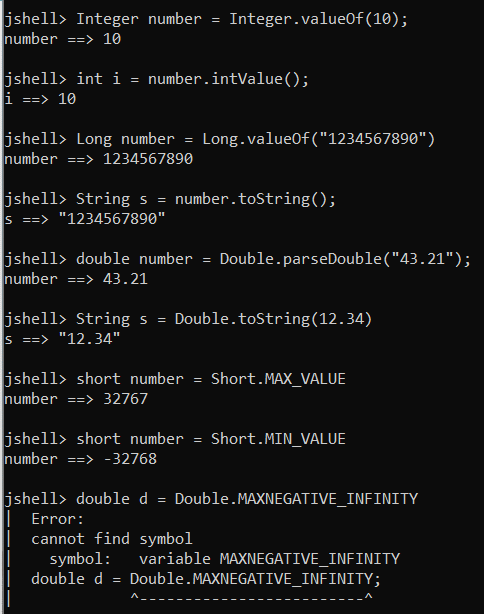 jshell> Integer number = Integer.valueOf(10);
number ==> 10
jshell> int i = number.intValue();
i ==> 10
jshell> Long number = Long.valueOf("1234567890")
number ==> 1234567890
jshell> String s = number.toString();
s ==> "1234567890"
jshell> double number = Double.parseDouble("43.21");
number ==> 43.21
jshell> String s = Double.toString(12.34)
s ==> "12.34"
jshell> short number = Short.MAX_VALUE
number ==> 32767
jshell> short number = Short.MIN_VALUE
number ==> -32768
jshell> double d = Double.MAXNEGATIVE_INFINITY
|  Error:
|  cannot find symbol
|    symbol:   variable MAXNEGATIVE_INFINITY
|  double d = Double.MAXNEGATIVE_INFINITY;
|             ^-------------------------^